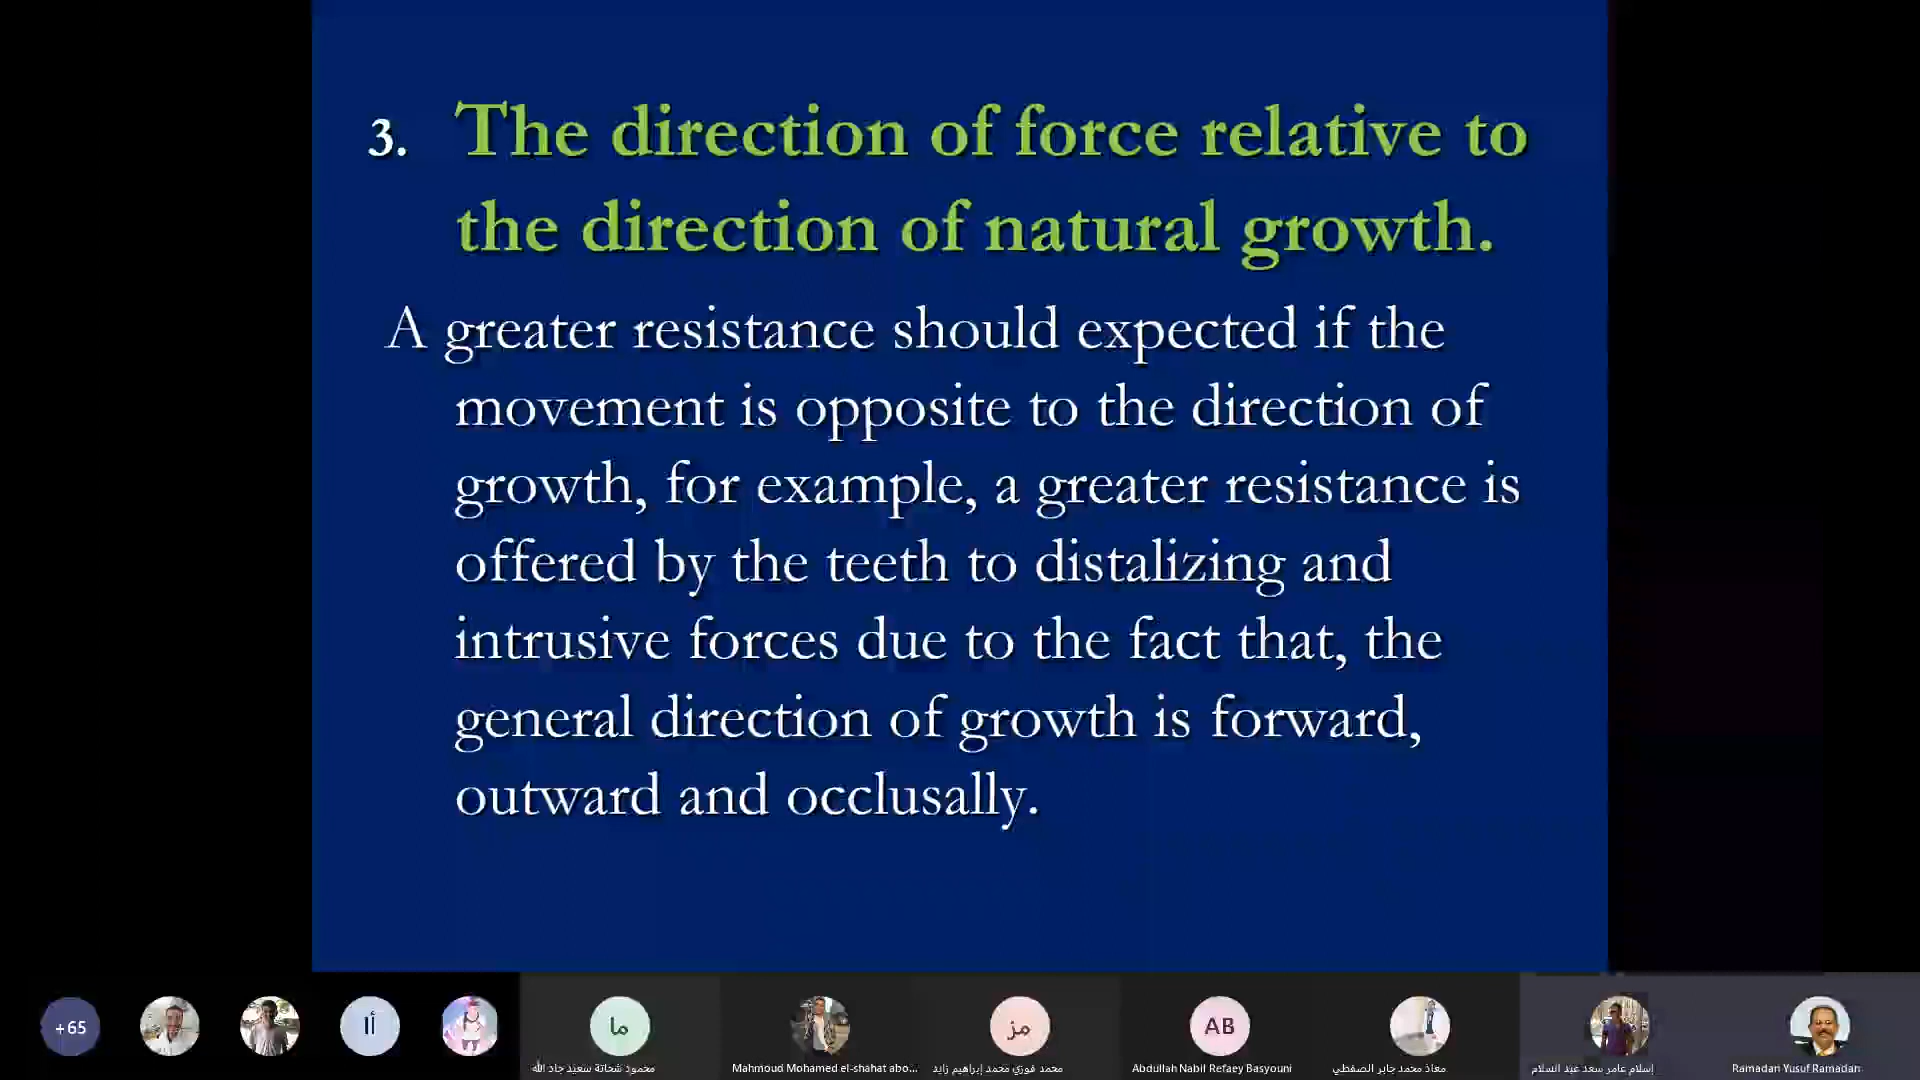 3. The direction of force relative to
the direction of natural growth.
A greater resistance should expected if the
movement is opposite to the direction of
growth, for example, a greater resistance is
offered by the teeth to distalizing and
intrusive forces due to the fact that, the
general direction of growth is forward,
outward and occlusally.
+65
أا
ما
مز
AB
محمود شحاتة سعيد جاد الله
Mahmoud Mohamed el-shahat abo...
محمد فوزي محمد إبراهيم زايد
Abdullah Nabil Refaey Basyouni
معاذ محمد جابر الصفطي
إسلام عامر سعد عبد السلام
Ramadan Yusuf Ramadan